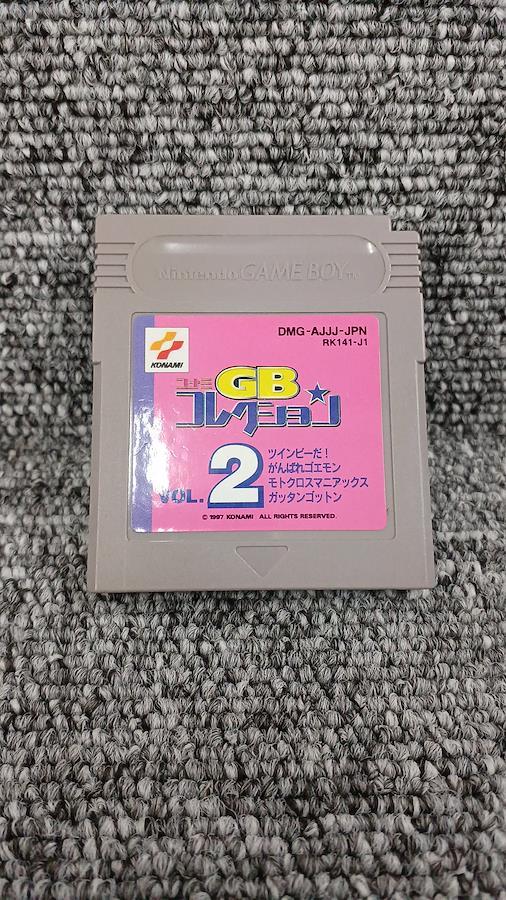 Nintendo GAME BOY TM
DMG-AJJJ-JPN
RK141-J1
KONAMI
コナミ GB
コレクション
VOL. 2
ツインビーだ!
がんばれゴエモン
モトクロスマニアックス
ガッタンゴットン
© 1997 KONAMI ALL RIGHTS RESERVED.